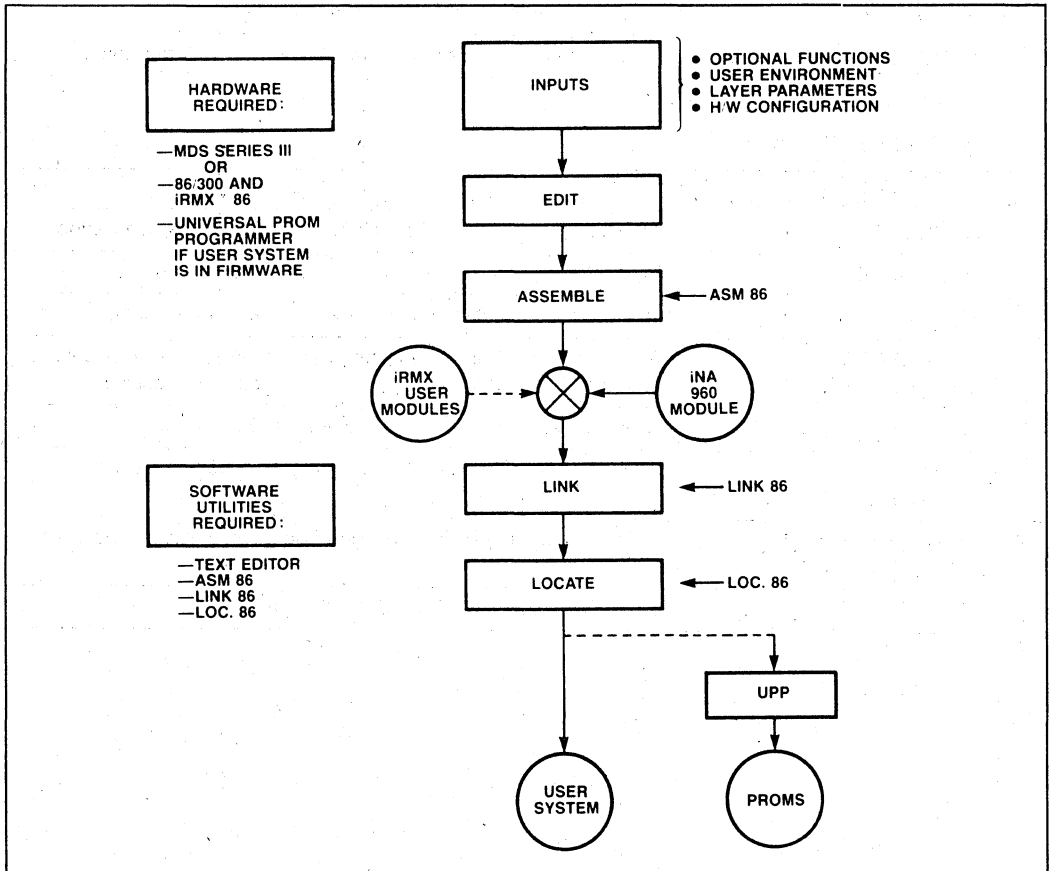 HARDWARE
REQUIRED:
—MDS SERIES III
OR
—86/300 AND
iRMX™ 86
—UNIVERSAL PROM
PROGRAMMER
IF USER SYSTEM
IS IN FIRMWARE
INPUTS
● OPTIONAL FUNCTIONS
● USER ENVIRONMENT
● LAYER PARAMETERS
● H/W CONFIGURATION
EDIT
ASSEMBLE
ASM 86
iRMX
USER
MODULES
iNA
960
MODULE
SOFTWARE
UTILITIES
REQUIRED:
—TEXT EDITOR
—ASM 86
—LINK 86
—LOC. 86
LINK
LINK 86
LOCATE
LOC. 86
UPP
USER
SYSTEM
PROMS